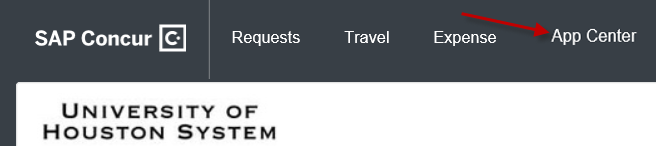 SAP Concur C Requests Travel Expense App Center
UNIVERSITY OF
HOUSTON SYSTEM